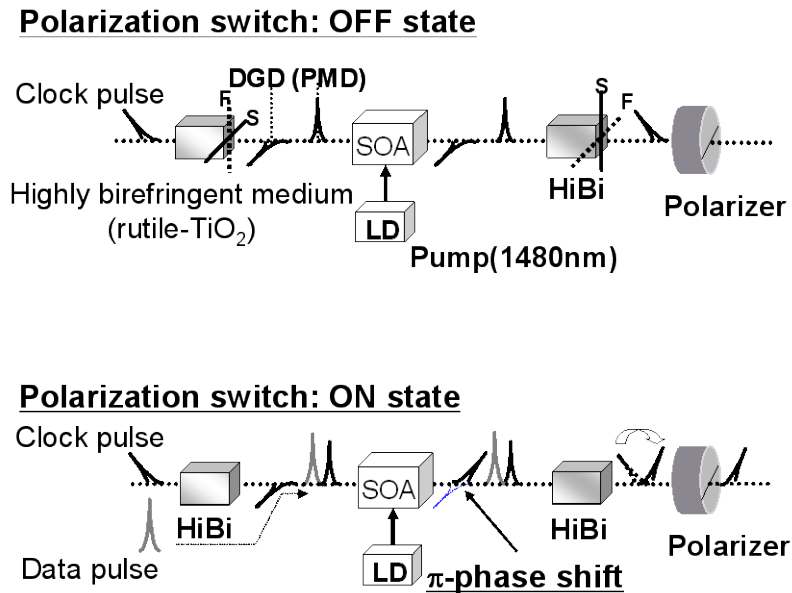 Polarization switch: OFF state
DGD (PMD)
Clock pulse
F
S
SOA
S
F
Highly birefringent medium
(rutile-TiO2)
HiBi
Polarizer
LD
Pump(1480nm)
Polarization switch: ON state
Clock pulse
SOA
HiBi
HiBi
Polarizer
Data pulse
LD
π-phase shift